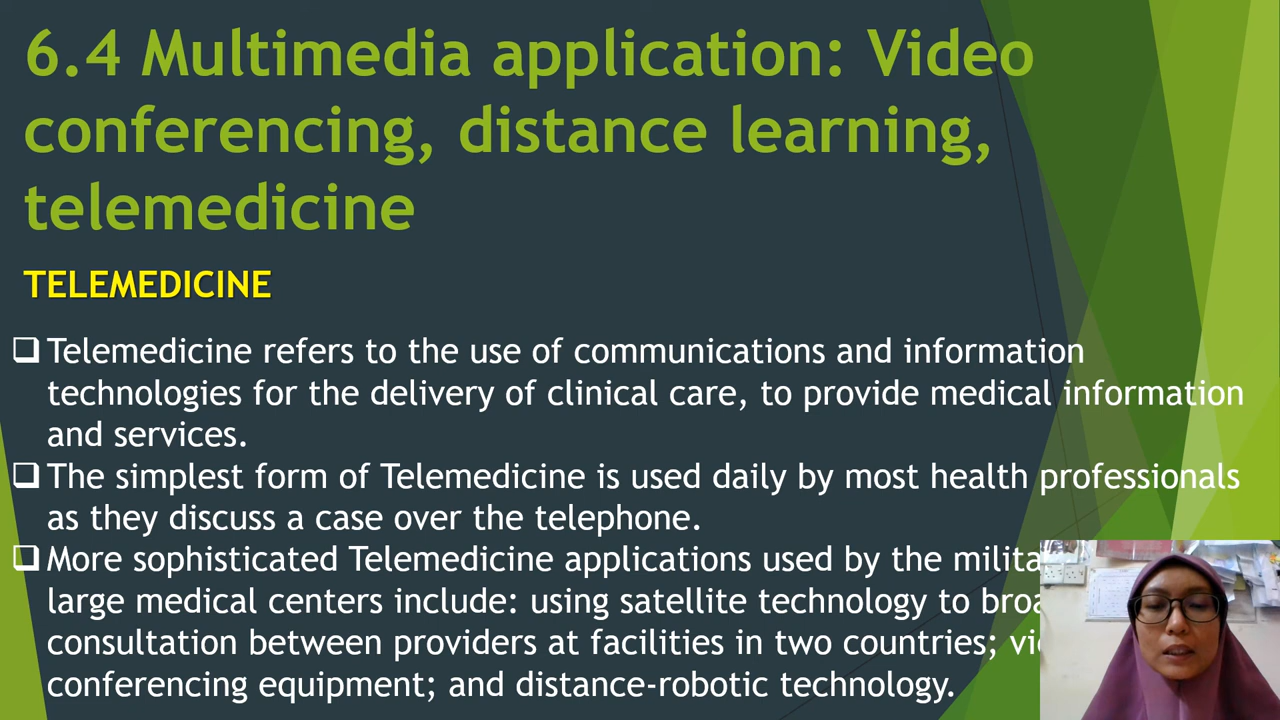 6.4 Multimedia application: Video
conferencing, distance learning,
telemedicine
TELEMEDICINE
❑ Telemedicine refers to the use of communications and information
technologies for the delivery of clinical care, to provide medical information
and services.
❑ The simplest form of Telemedicine is used daily by most health professionals
as they discuss a case over the telephone.
❑ More sophisticated Telemedicine applications used by the
large medical centers include: using satellite technology to
consultation between providers at facilities in two countries;
conferencing equipment; and distance-robotic technology.